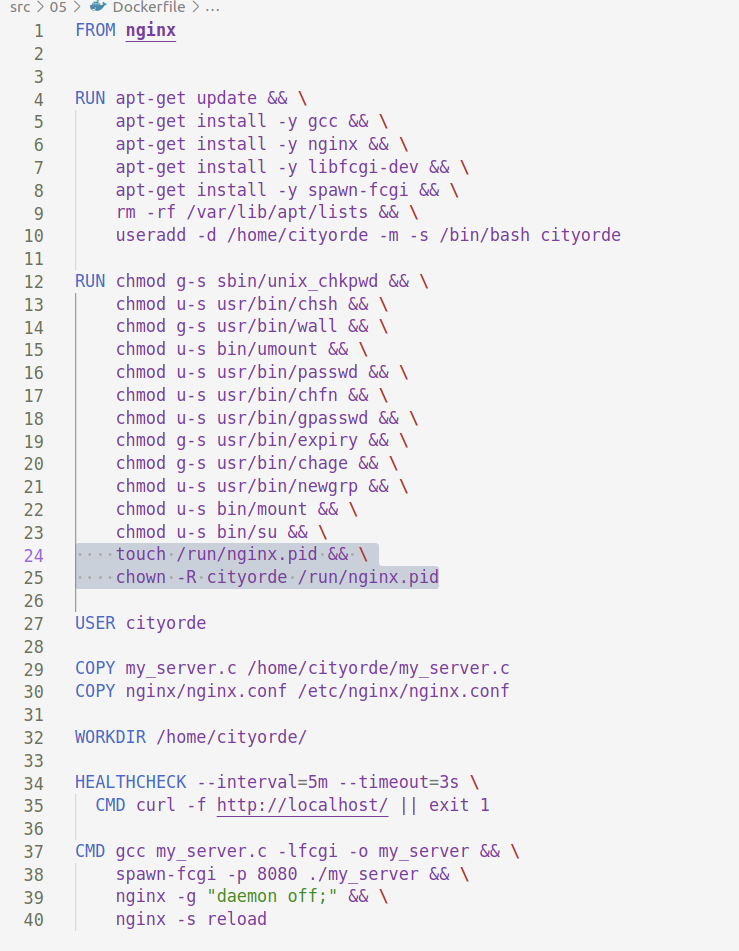 src > 05 > Dockerfile > ...
1 FROM nginx
2
3
4 RUN apt-get update && \
5 apt-get install -y gcc && \
6 apt-get install -y nginx && \
7 apt-get install -y libfcgi-dev && \
8 apt-get install -y spawn-fcgi && \
9 rm -rf /var/lib/apt/lists && \
10 useradd -d /home/cityorde -m -s /bin/bash cityorde
11
12 RUN chmod g-s sbin/unix_chkpwd && \
13 chmod u-s usr/bin/chsh && \
14 chmod g-s usr/bin/wall && \
15 chmod u-s bin/umount && \
16 chmod u-s usr/bin/passwd && \
17 chmod u-s usr/bin/chfn && \
18 chmod u-s usr/bin/gpasswd && \
19 chmod g-s usr/bin/expiry && \
20 chmod g-s usr/bin/chage && \
21 chmod u-s usr/bin/newgrp && \
22 chmod u-s bin/mount && \
23 chmod u-s bin/su && \
24 ····touch·/run/nginx.pid·&&·\
25 ····chown·-R·cityorde·/run/nginx.pid
26
27 USER cityorde
28
29 COPY my_server.c /home/cityorde/my_server.c
30 COPY nginx/nginx.conf /etc/nginx/nginx.conf
31
32 WORKDIR /home/cityorde/
33
34 HEALTHCHECK --interval=5m --timeout=3s \
35 CMD curl -f http://localhost/ || exit 1
36
37 CMD gcc my_server.c -lfcgi -o my_server && \
38 spawn-fcgi -p 8080 ./my_server && \
39 nginx -g "daemon off;" && \
40 nginx -s reload